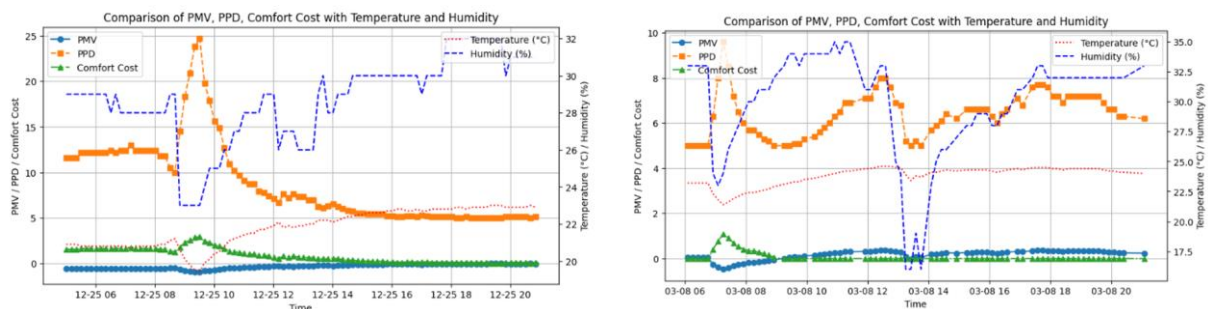 Comparison of PMV, PPD, Comfort Cost with Temperature and Humidity
PMV
PPD
Comfort Cost
Temperature (°C)
Humidity (%)
PMV / PPD / Comfort Cost
25
20
15
10
5
0
Temperature (°C) / Humidity (%)
32
30
28
26
24
22
20
12-25 06 12-25 08 12-25 10 12-25 12 12-25 14 12-25 16 12-25 18 12-25 20
Time
Comparison of PMV, PPD, Comfort Cost with Temperature and Humidity
PMV
PPD
Comfort Cost
Temperature (°C)
Humidity (%)
PMV / PPD / Comfort Cost
10
8
6
4
2
0
Temperature (°C) / Humidity (%)
35.0
32.5
30.0
27.5
25.0
22.5
20.0
17.5
03-08 06 03-08 08 03-08 10 03-08 12 03-08 14 03-08 16 03-08 18 03-08 20
Time